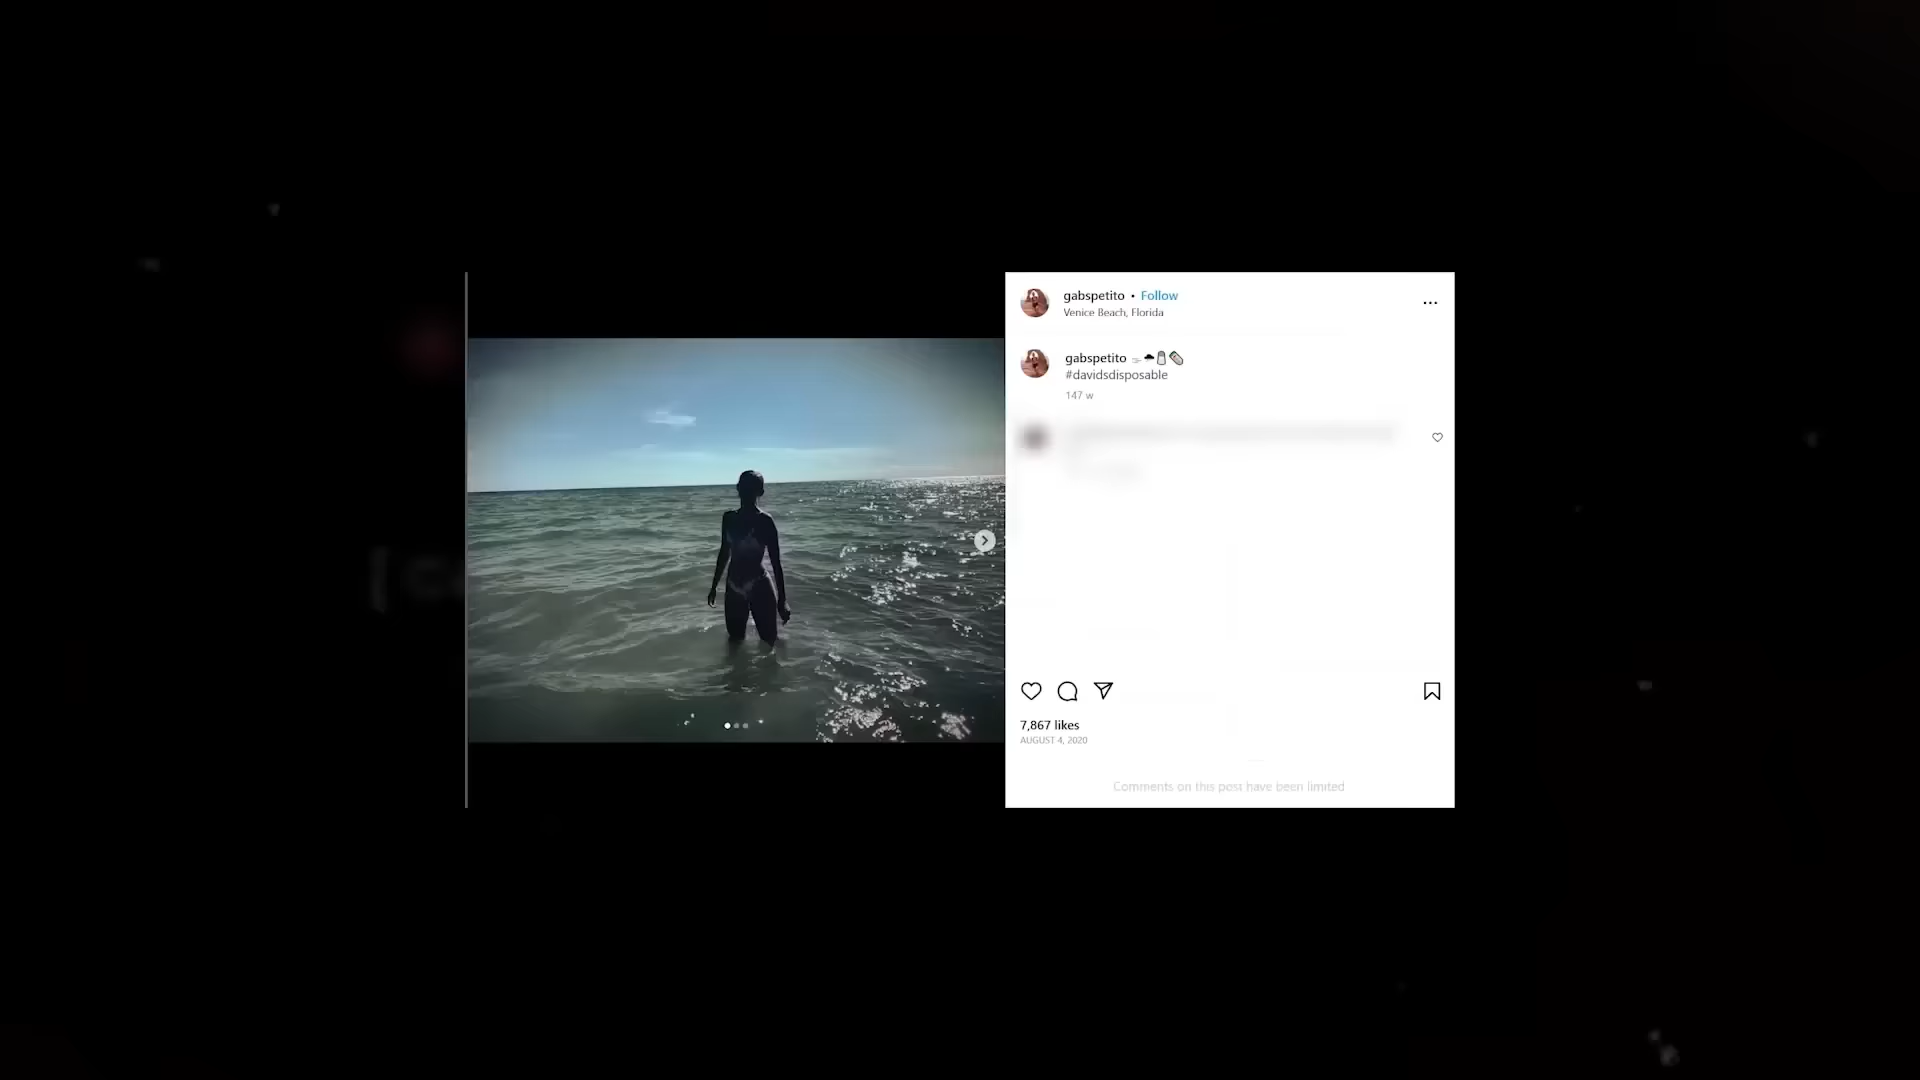 gabspetito • Follow
Venice Beach, Florida
gabspetito
#davidsdisposable
147 w
7,867 likes
AUGUST 4, 2020
Comments on this post have been limited